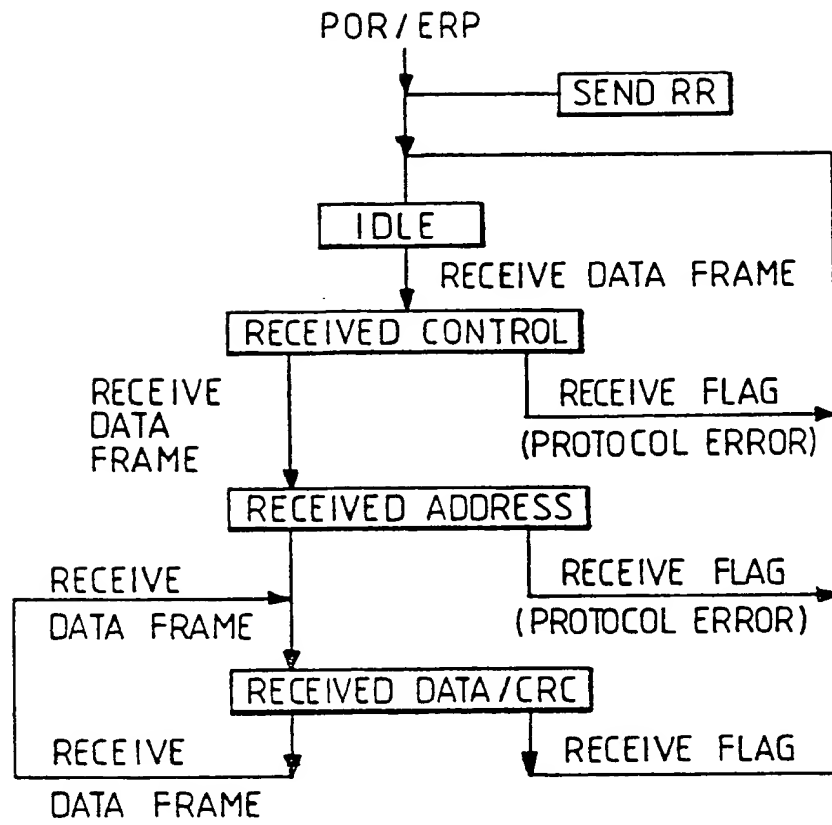 POR/ERP
SEND RR
IDLE
RECEIVE DATA FRAME
RECEIVED CONTROL
RECEIVE
DATA
FRAME
RECEIVE FLAG
(PROTOCOL ERROR)
RECEIVED ADDRESS
RECEIVE
DATA FRAME
RECEIVE FLAG
(PROTOCOL ERROR)
RECEIVED DATA/CRC
RECEIVE
DATA FRAME
RECEIVE FLAG